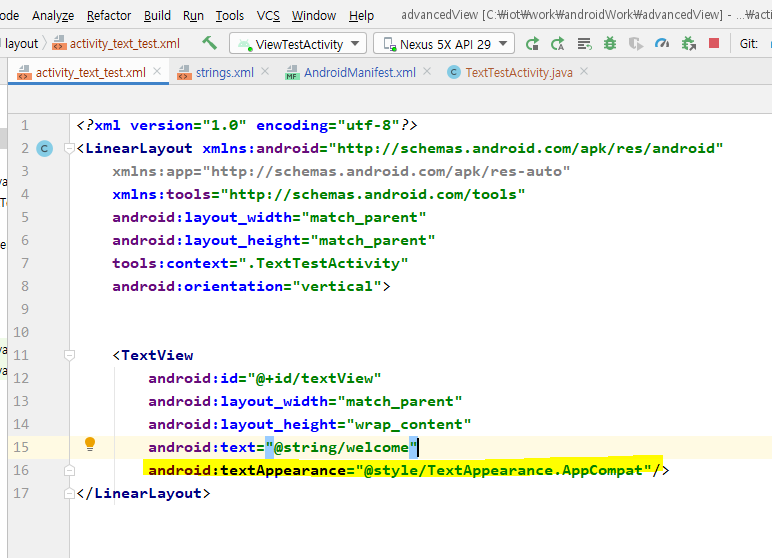 ode Analyze Refactor Build Run Tools VCS Window Help advancedView [C:₩iot₩work₩androidWork₩advancedView] - ...₩acti
layout activity_text_test.xml ViewTestActivity Nexus 5X API 29 Git:
activity_text_test.xml strings.xml AndroidManifest.xml TextTestActivity.java
1 <?xml version="1.0" encoding="utf-8"?>
2 <LinearLayout xmlns:android="http://schemas.android.com/apk/res/android"
3 xmlns:app="http://schemas.android.com/apk/res-auto"
4 xmlns:tools="http://schemas.android.com/tools"
5 android:layout_width="match_parent"
6 android:layout_height="match_parent"
7 tools:context=".TextTestActivity"
8 android:orientation="vertical">
9
10
11 <TextView
12 android:id="@+id/textView"
13 android:layout_width="match_parent"
14 android:layout_height="wrap_content"
15 android:text="@string/welcome"
16 android:textAppearance="@style/TextAppearance.AppCompat"/>
17 </LinearLayout>